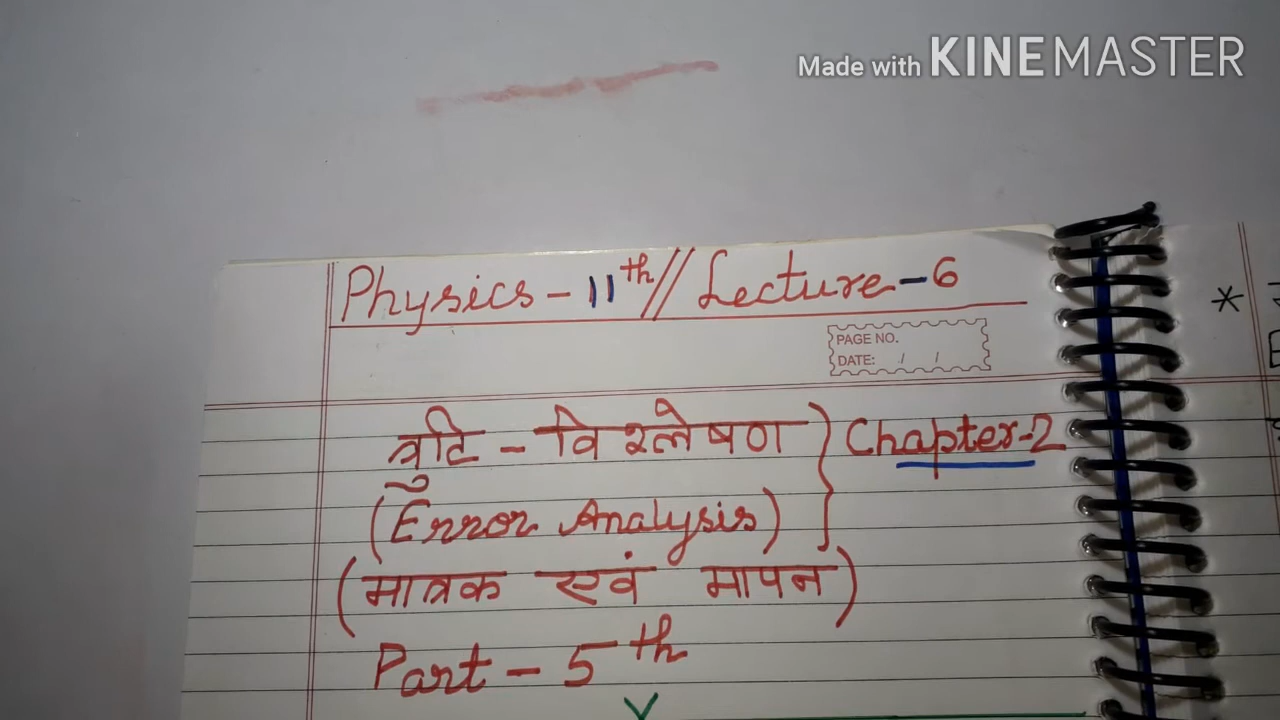 Made with KINEMASTER
Physics - 11th // Lecture - 6
PAGE NO.
DATE: / /
त्रुटि - विश्लेषण } Chapter-2
(Error Analysis)
(मात्रक एवं मापन)
Part - 5th
*